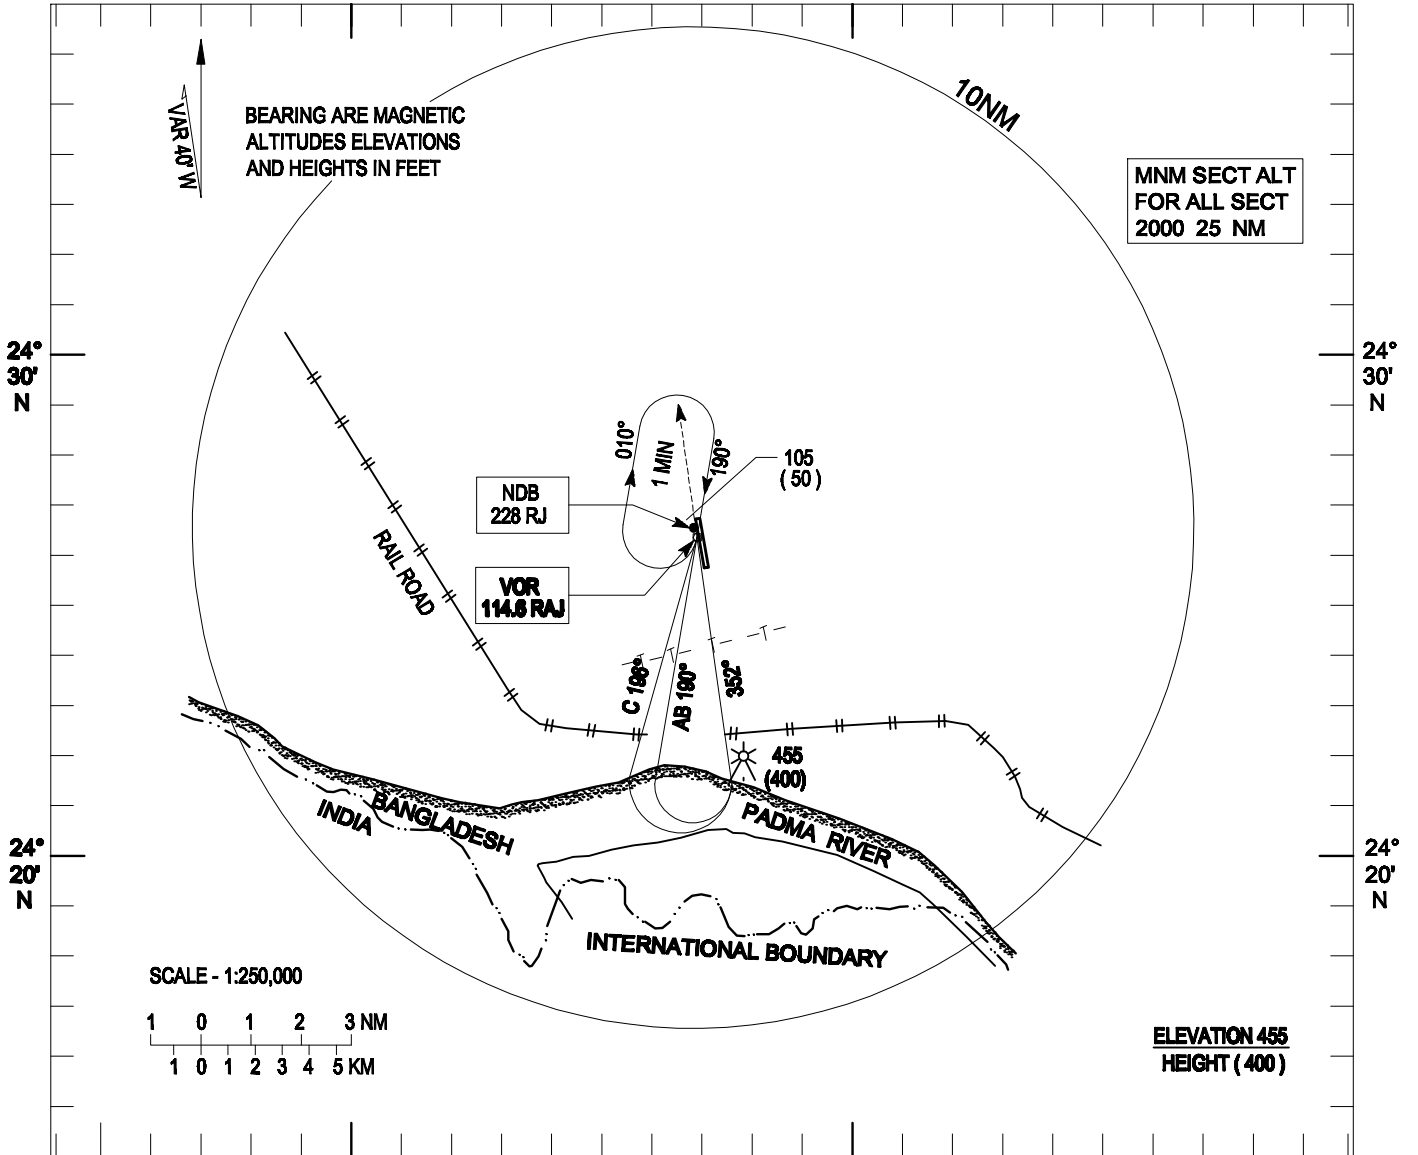 10NM
VAR 40' W
BEARING ARE MAGNETIC
ALTITUDES ELEVATIONS
AND HEIGHTS IN FEET
MNM SECT ALT
FOR ALL SECT
2000 25 NM
24°
30'
N
24°
30'
N
010°
1 MIN
190°
105
( 50 )
NDB
228 RJ
RAIL ROAD
VOR
114.6 RAJ
C 198°
AB 190°
352°
455
(400)
BANGLADESH
INDIA
PADMA RIVER
24°
20'
N
24°
20'
N
INTERNATIONAL BOUNDARY
SCALE - 1:250,000
1 0 1 2 3 NM
1 0 1 2 3 4 5 KM
ELEVATION 455
HEIGHT ( 400 )